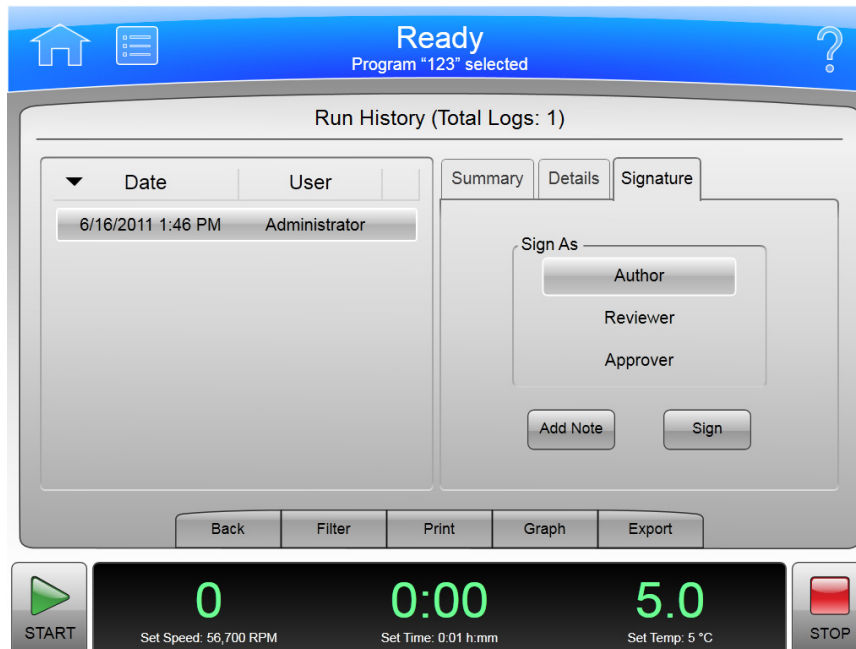 Ready
Program “123” selected
Run History (Total Logs: 1)
Date User
6/16/2011 1:46 PM Administrator
Summary Details Signature
Sign As
Author
Reviewer
Approver
Add Note Sign
Back Filter Print Graph Export
START
0 0:00 5.0
Set Speed: 56,700 RPM Set Time: 0:01 h:mm Set Temp: 5 °C
STOP